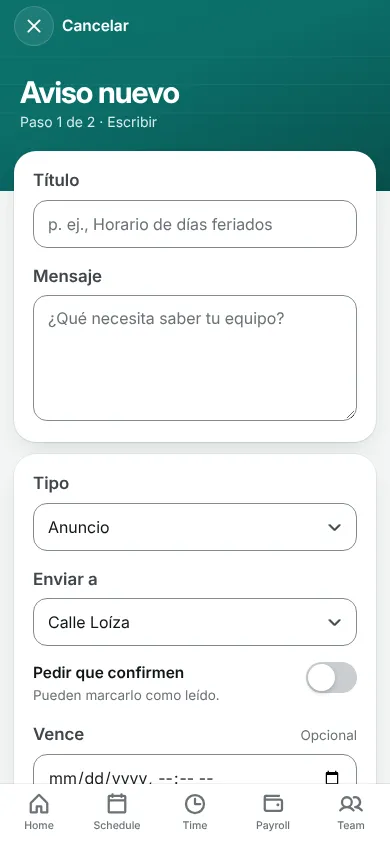 Cancelar
Aviso nuevo
Paso 1 de 2 · Escribir
Título
p. ej., Horario de días feriados
Mensaje
¿Qué necesita saber tu equipo?
Tipo
Anuncio
Enviar a
Calle Loíza
Pedir que confirmen
Pueden marcarlo como leído.
Vence Opcional
mm/dd/yyyy, --:-- --
Home Schedule Time Payroll Team